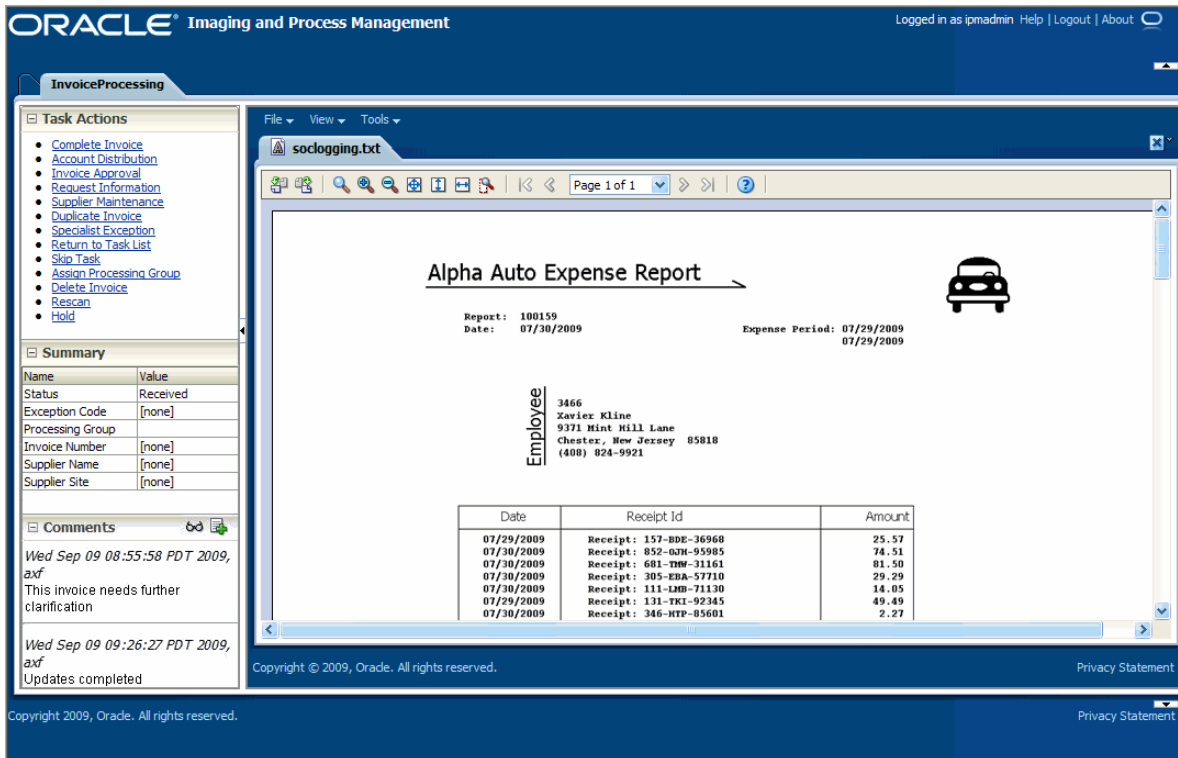 ORACLE® Imaging and Process Management
Logged in as ipmadmin Help | Logout | About
InvoiceProcessing
Task Actions
Complete Invoice
Account Distribution
Invoice Approval
Request Information
Supplier Maintenance
Duplicate Invoice
Specialist Exception
Return to Task List
Skip Task
Assign Processing Group
Delete Invoice
Rescan
Hold
Summary
Name Value
Status Received
Exception Code [none]
Processing Group
Invoice Number [none]
Supplier Name [none]
Supplier Site [none]
Comments
Wed Sep 09 08:55:58 PDT 2009,
axf
This invoice needs further
clarification
Wed Sep 09 09:26:27 PDT 2009,
axf
Updates completed
File View Tools
soclogging.txt
Page 1 of 1
Alpha Auto Expense Report
Report: 100159
Date: 07/30/2009
Expense Period: 07/29/2009
07/29/2009
Employee
3466
Xavier Kline
9371 Mint Hill Lane
Chester, New Jersey 85818
(408) 824-9921
Date Receipt Id Amount
07/29/2009 Receipt: 157-BDE-36968 25.57
07/30/2009 Receipt: 852-OJH-95985 74.51
07/30/2009 Receipt: 681-TMW-31161 81.50
07/30/2009 Receipt: 305-EBA-57710 29.29
07/30/2009 Receipt: 111-LMB-71130 14.05
07/29/2009 Receipt: 131-TKI-92345 49.49
07/30/2009 Receipt: 346-MTP-85601 2.27
Copyright © 2009, Oracle. All rights reserved.
Privacy Statement
Copyright 2009, Oracle. All rights reserved.
Privacy Statement